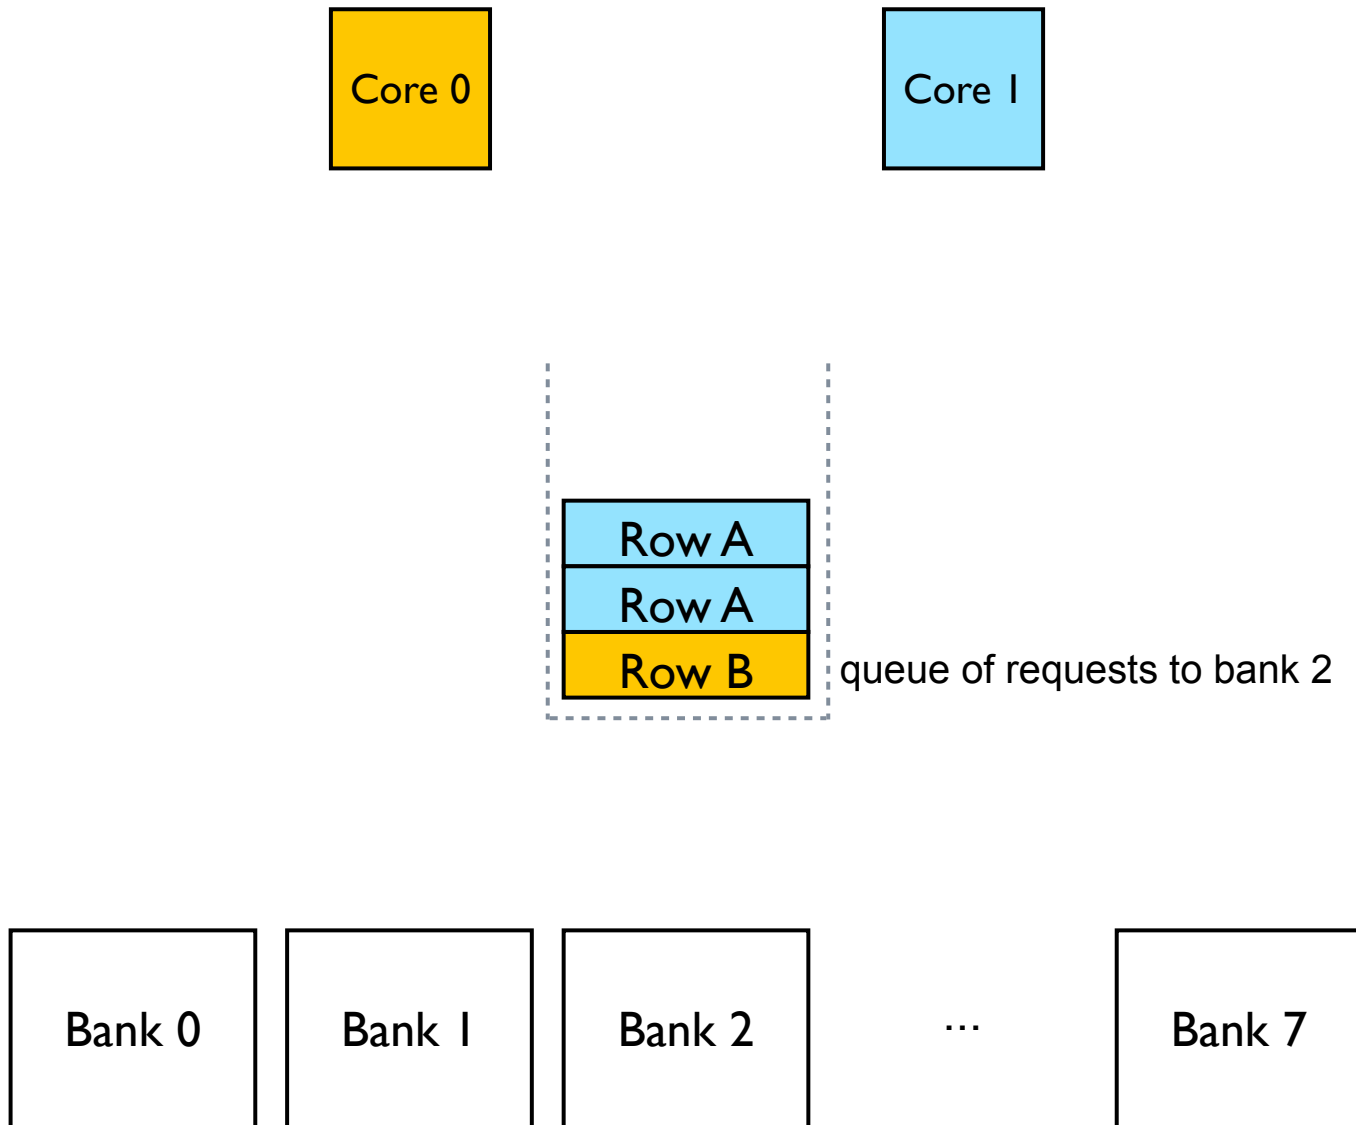 Core 0
Core 1
Row A
Row A
Row B
queue of requests to bank 2
Bank 0
Bank 1
Bank 2
...
Bank 7